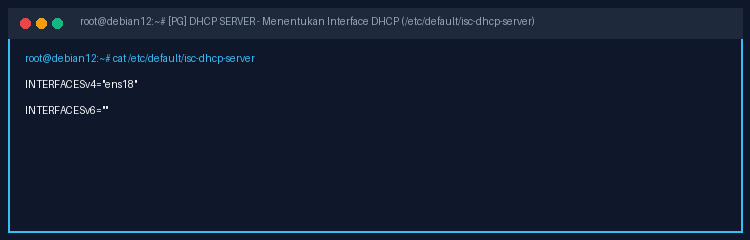 root@debian12:~# [PG] DHCP SERVER - Menentukan Interface DHCP (/etc/default/isc-dhcp-server)
root@debian12:~# cat /etc/default/isc-dhcp-server
INTERFACESv4="ens18"
INTERFACESv6=""